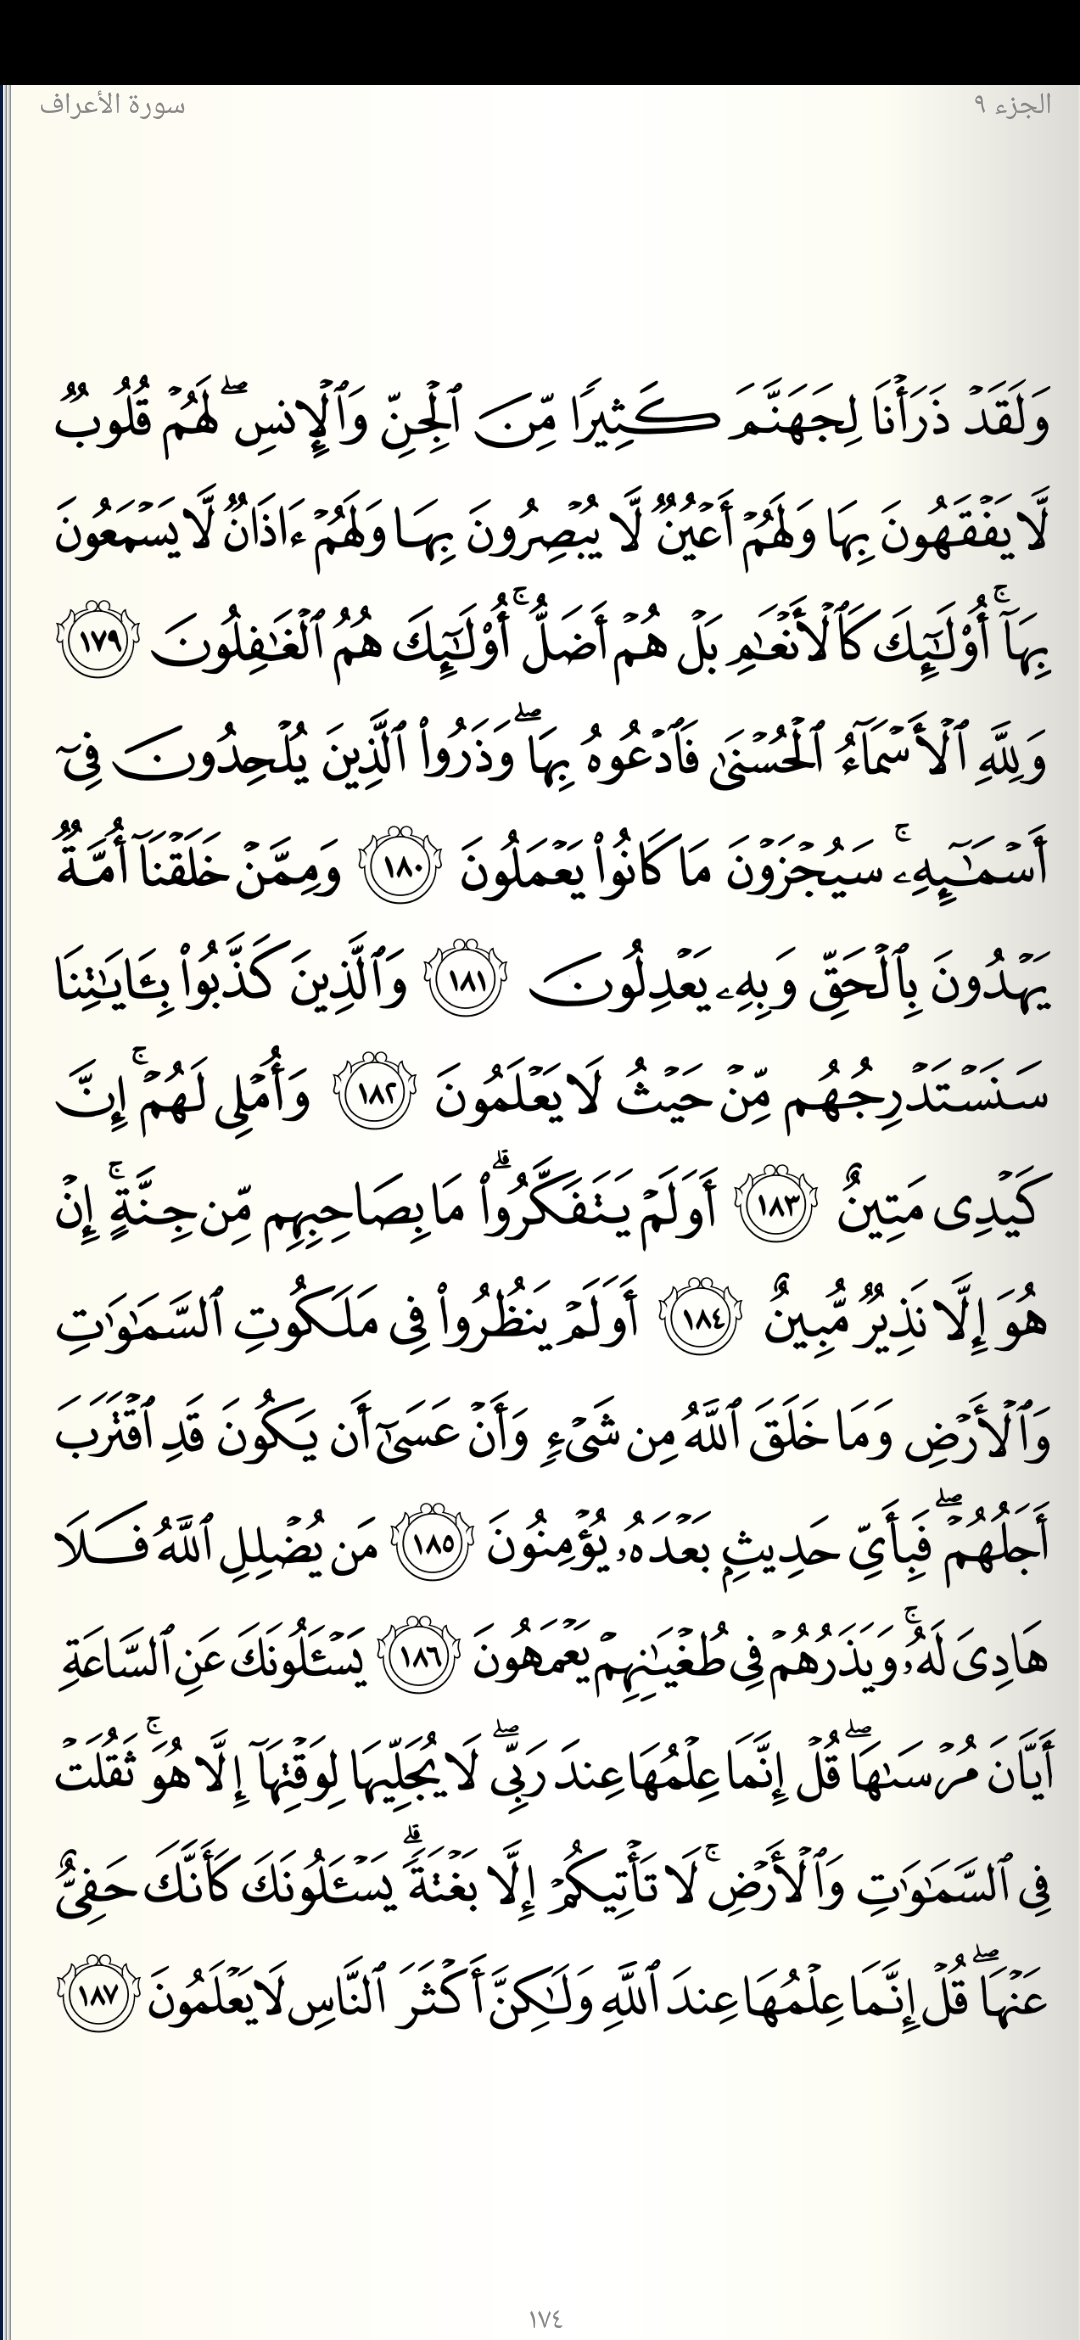 الجزء ٩
سورة الأعراف
وَلَقَدۡ ذَرَأۡنَا لِجَهَنَّمَ كَثِيرٗا مِّنَ ٱلۡجِنِّ وَٱلۡإِنسِۖ لَهُمۡ قُلُوبٞ
لَّا يَفۡقَهُونَ بِهَا وَلَهُمۡ أَعۡيُنٞ لَّا يُبۡصِرُونَ بِهَا وَلَهُمۡ ءَاذَانٞ لَّا يَسۡمَعُونَ
بِهَآۚ أُوْلَٰٓئِكَ كَٱلۡأَنۡعَٰمِ بَلۡ هُمۡ أَضَلُّۚ أُوْلَٰٓئِكَ هُمُ ٱلۡغَٰفِلُونَ ١٧٩
وَلِلَّهِ ٱلۡأَسۡمَآءُ ٱلۡحُسۡنَىٰ فَٱدۡعُوهُ بِهَاۖ وَذَرُواْ ٱلَّذِينَ يُلۡحِدُونَ فِيٓ
أَسۡمَٰٓئِهِۦۚ سَيُجۡزَوۡنَ مَا كَانُواْ يَعۡمَلُونَ ١٨٠ وَمِمَّنۡ خَلَقۡنَآ أُمَّةٞ
يَهۡدُونَ بِٱلۡحَقِّ وَبِهِۦ يَعۡدِلُونَ ١٨١ وَٱلَّذِينَ كَذَّبُواْ بِـَٔايَٰتِنَا
سَنَسۡتَدۡرِجُهُم مِّنۡ حَيۡثُ لَا يَعۡلَمُونَ ١٨٢ وَأُمۡلِي لَهُمۡۚ إِنَّ
كَيۡدِي مَتِينٌ ١٨٣ أَوَلَمۡ يَتَفَكَّرُواْۗ مَا بِصَاحِبِهِم مِّن جِنَّةٍۚ إِنۡ
هُوَ إِلَّا نَذِيرٞ مُّبِينٌ ١٨٤ أَوَلَمۡ يَنظُرُواْ فِي مَلَكُوتِ ٱلسَّمَٰوَٰتِ
وَٱلۡأَرۡضِ وَمَا خَلَقَ ٱللَّهُ مِن شَيۡءٖ وَأَنۡ عَسَىٰٓ أَن يَكُونَ قَدِ ٱقۡتَرَبَ
أَجَلُهُمۡۖ فَبِأَيِّ حَدِيثِۭ بَعۡدَهُۥ يُؤۡمِنُونَ ١٨٥ مَن يُضۡلِلِ ٱللَّهُ فَلَا
هَادِيَ لَهُۥۚ وَيَذَرُهُمۡ فِي طُغۡيَٰنِهِمۡ يَعۡمَهُونَ ١٨٦ يَسۡـَٔلُونَكَ عَنِ ٱلسَّاعَةِ
أَيَّانَ مُرۡسَىٰهَاۖ قُلۡ إِنَّمَا عِلۡمُهَا عِندَ رَبِّيۖ لَا يُجَلِّيهَا لِوَقۡتِهَآ إِلَّا هُوَۚ ثَقُلَتۡ
فِي ٱلسَّمَٰوَٰتِ وَٱلۡأَرۡضِۚ لَا تَأۡتِيكُمۡ إِلَّا بَغۡتَةٗۗ يَسۡـَٔلُونَكَ كَأَنَّكَ حَفِيٌّ
عَنۡهَاۖ قُلۡ إِنَّمَا عِلۡمُهَا عِندَ ٱللَّهِ وَلَٰكِنَّ أَكۡثَرَ ٱلنَّاسِ لَا يَعۡلَمُونَ ١٨٧
١٧٤